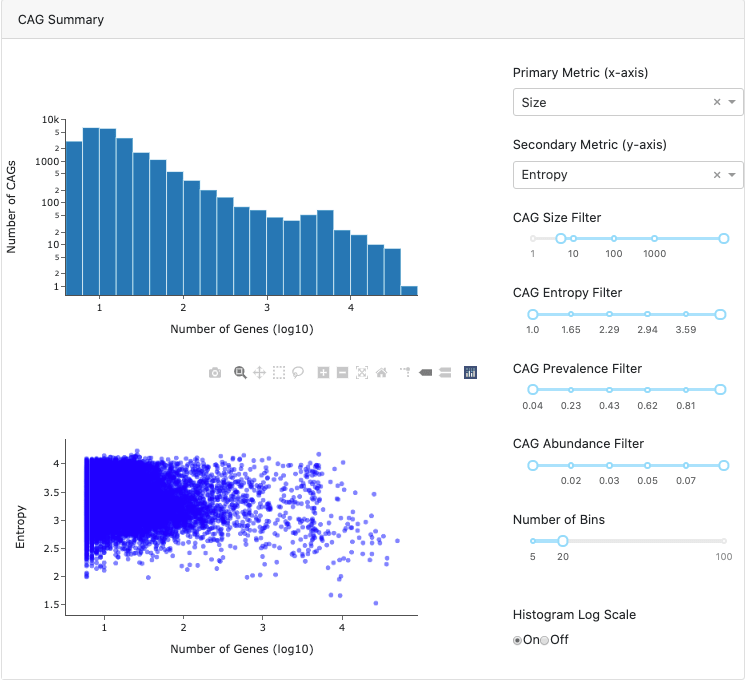 CAG Summary
10k
5
2
1000
5
2
100
5
2
10
5
2
1
Number of CAGs
1
2
3
4
Number of Genes (log10)
4
3.5
3
2.5
2
1.5
Entropy
1
2
3
4
Number of Genes (log10)
Primary Metric (x-axis)
Size
Secondary Metric (y-axis)
Entropy
CAG Size Filter
1 10 100 1000
CAG Entropy Filter
1.0 1.65 2.29 2.94 3.59
CAG Prevalence Filter
0.04 0.23 0.43 0.62 0.81
CAG Abundance Filter
0.02 0.03 0.05 0.07
Number of Bins
5 20 100
Histogram Log Scale
On Off